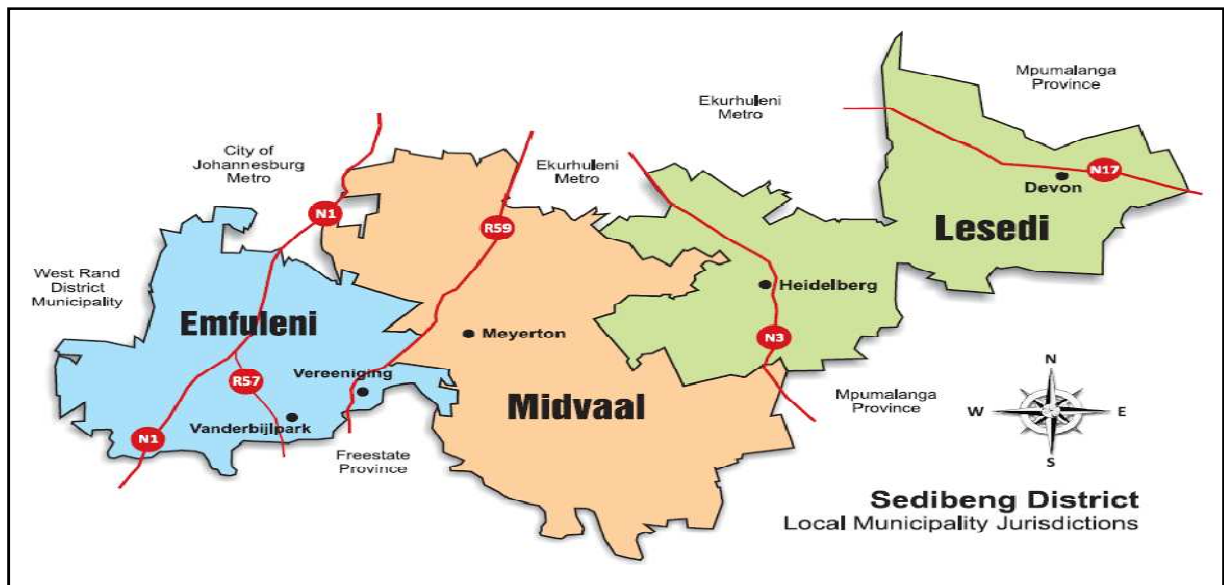 Mpumalanga
Province
Ekurhuleni
Metro
City of
Johannesburg
Metro
Ekurhuleni
Metro
N17
Devon
N1
R59
Lesedi
West Rand
District
Municipality
Heidelberg
Emfuleni
Meyerton
N3
Vereeniging
R57
Midvaal
Mpumalanga
Province
Vanderbijlpark
N1
Freestate
Province
N
W
E
S
Sedibeng District
Local Municipality Jurisdictions